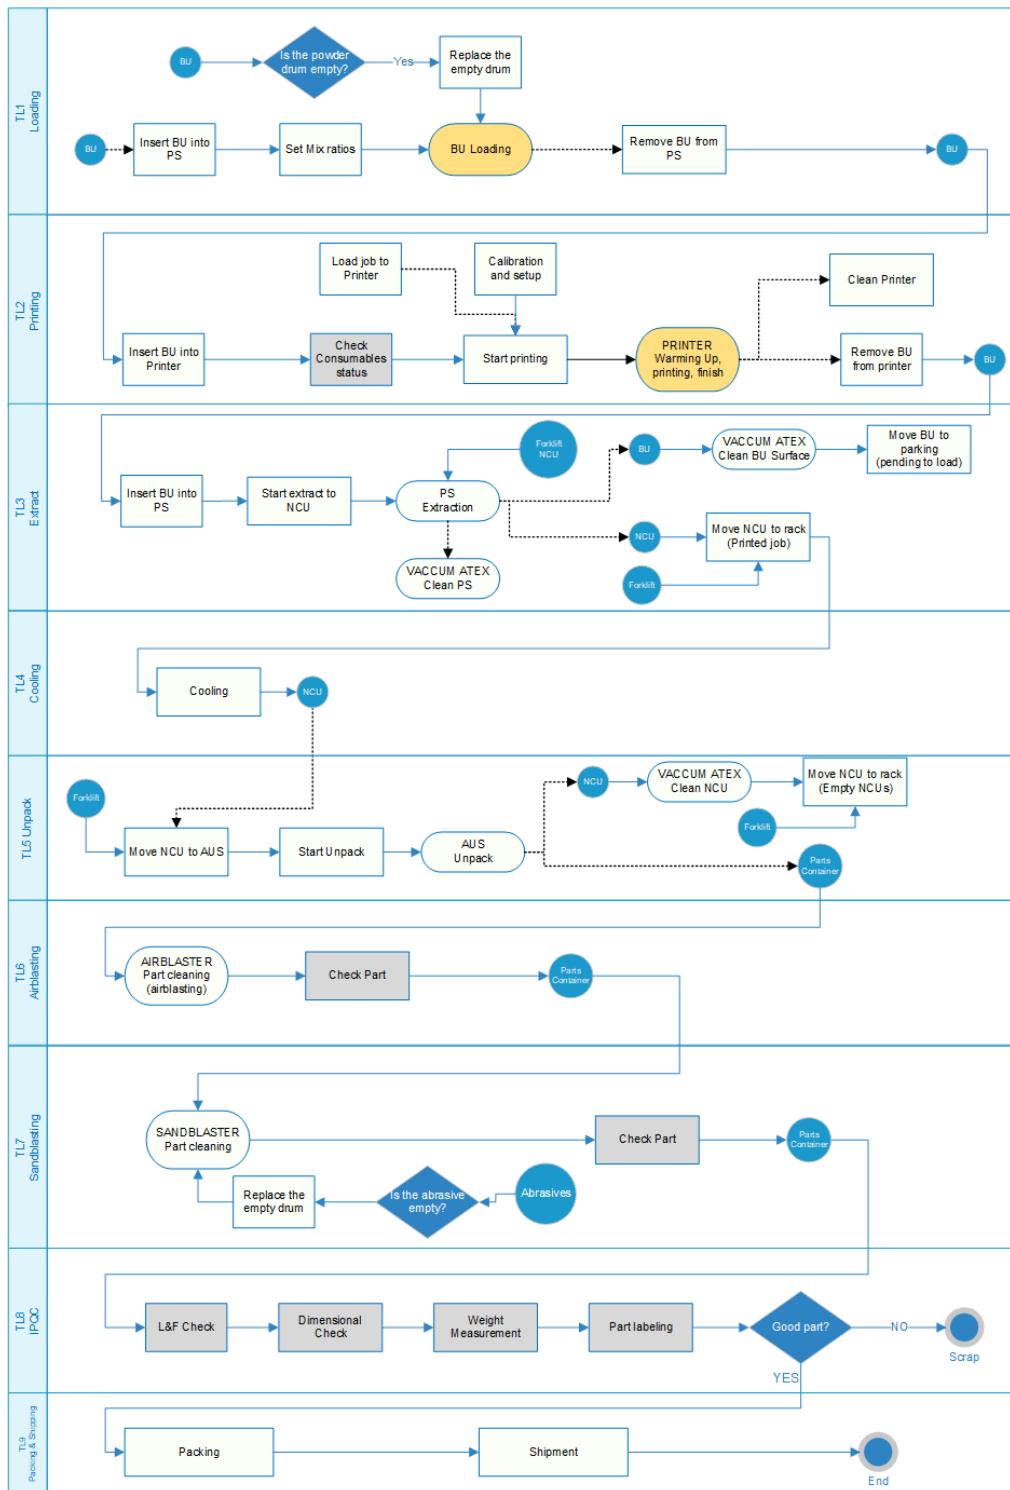 TL1
Loading
BU
Is the powder
drum empty?
Yes
Replace the
empty drum
BU
Insert BU into
PS
Set Mix ratios
BU Loading
Remove BU from
PS
BU
TL2
Printing
Load job to
Printer
Calibration
and setup
Clean Printer
Insert BU into
Printer
Check
Consumables
status
Start printing
PRINTER
Warming Up,
printing, finish
Remove BU
from printer
BU
TL3
Extract
Forklift
NCU
BU
VACCUM ATEX
Clean BU Surface
Move BU to
parking
(pending to load)
Insert BU into
PS
Start extract to
NCU
PS
Extraction
NCU
Move NCU to rack
(Printed job)
VACCUM ATEX
Clean PS
Forklift
TL4
Cooling
Cooling
NCU
TL5 Unpack
Forklift
NCU
VACCUM ATEX
Clean NCU
Move NCU to rack
(Empty NCUs)
Forklift
Move NCU to AUS
Start Unpack
AUS
Unpack
Parts
Container
TL6
Airblasting
AIRBLASTER
Part cleaning
(airblasting)
Check Part
Parts
Container
TL7
Sandblasting
SANDBLASTER
Part cleaning
Check Part
Parts
Container
Replace the
empty drum
Is the abrasive
empty?
Abrasives
TL8
IPQC
L&F Check
Dimensional
Check
Weight
Measurement
Part labeling
Good part?
NO
Scrap
YES
TL9
Packing & Shipping
Packing
Shipment
End